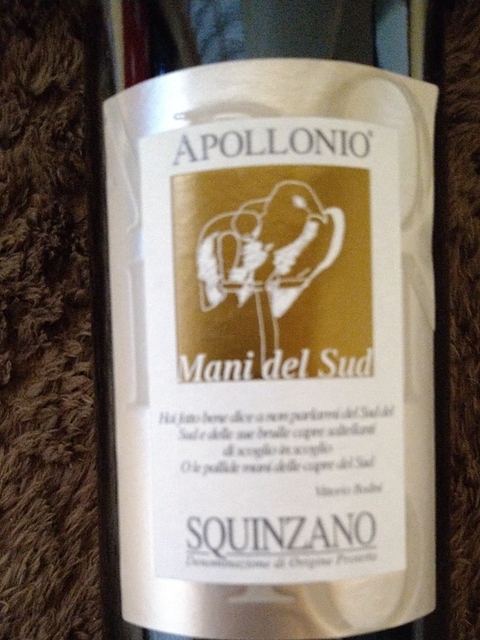 APOLLONIO®
Mani del Sud
Hai fatto bene dice a non parlarmi del Sud del
Sud e delle sue brulle capre saltellanti
di scoglio in scoglio
O le pallide mani delle capre del Sud
Vittorio Bodini
SQUINZANO
Denominazione di Origine Protetta